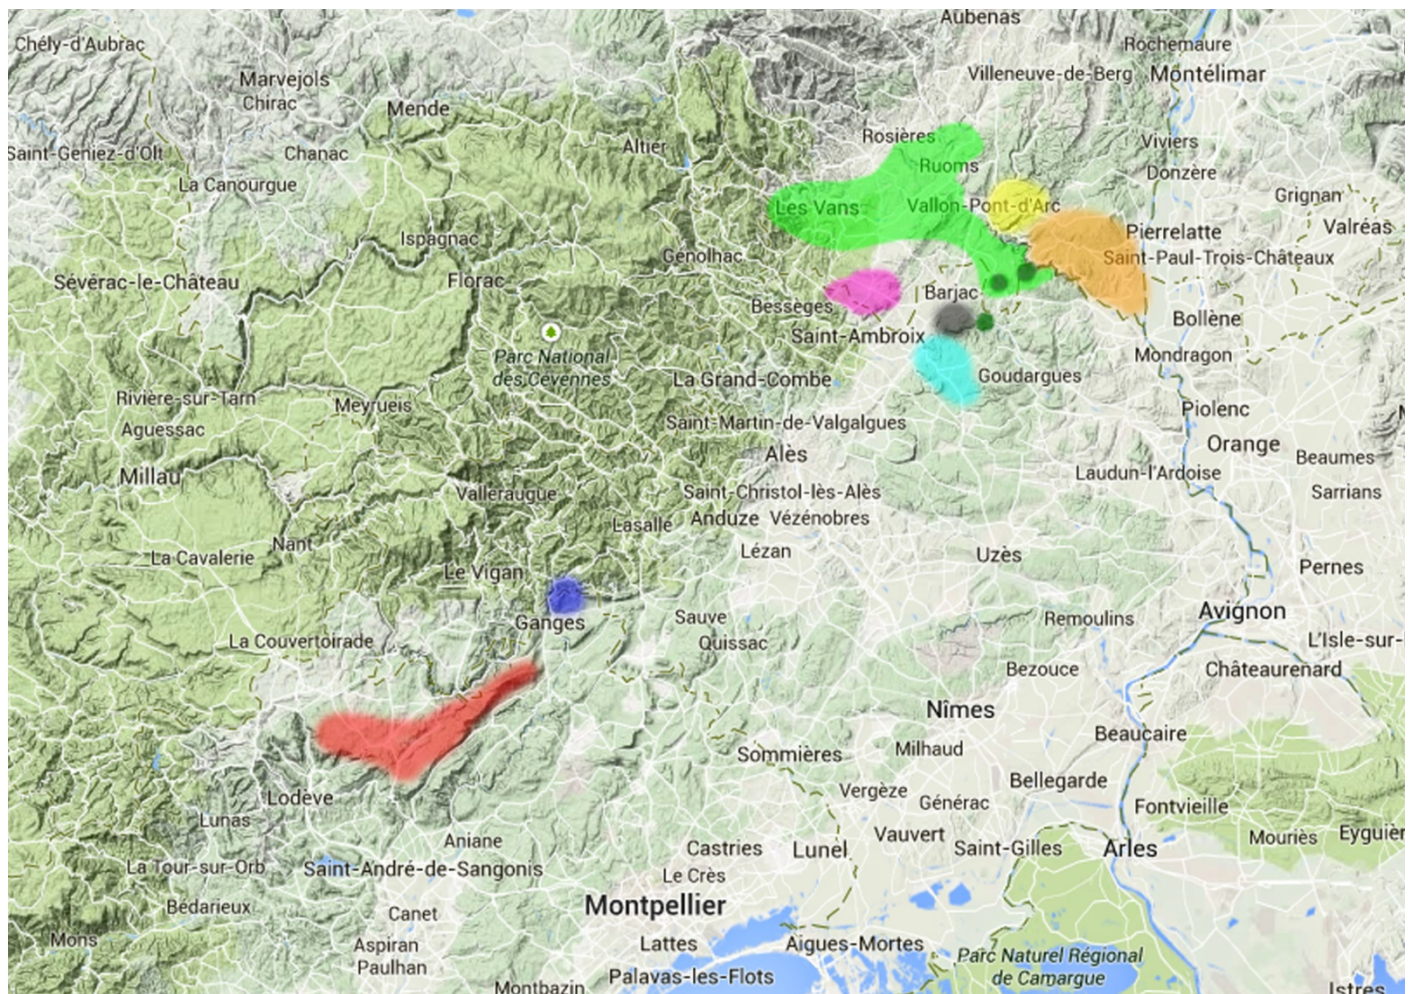 Aubenas
Chély-d'Aubrac
Rochemaure
Marvejols
Villeneuve-de-Berg
Montélimar
Chirac
Mende
Rosières
Viviers
Saint-Geniez-d'Olt
Chanac
Altier
Ruoms
Donzère
La Canourgue
Grignan
Les Vans
Vallon-Pont-d'Arc
Valréas
Ispagnac
Pierrelatte
Génolhac
Saint-Paul-Trois-Châteaux
Sévérac-le-Château
Florac
Barjac
Bessèges
Bollène
Saint-Ambroix
Parc National
des Cévennes
Mondragon
La Grand-Combe
Goudargues
Rivière-sur-Tarn
Meyrueis
Piolenc
Aguessac
Saint-Martin-de-Valgalgues
Orange
Alès
Beaumes
Millau
Laudun-l'Ardoise
Valleraugue
Saint-Christol-lès-Alès
Sarrians
Lasalle
Anduze
Vézénobres
Nant
La Cavalerie
Lézan
Uzès
Le Vigan
Pernes
Avignon
Ganges
Sauve
Remoulins
La Couvertoirade
Quissac
L'Isle-sur-
Bezouce
Châteaurenard
Nîmes
Beaucaire
Sommières
Milhaud
Bellegarde
Lodève
Vergèze
Générac
Fontvieille
Lunas
Vauvert
Mouriès
Eyguièr
Aniane
Castries
Lunel
Saint-Gilles
Arles
La Tour-sur-Orb
Saint-André-de-Sangonis
Le Crès
Bédarieux
Canet
Montpellier
Mons
Aspiran
Lattes
Aigues-Mortes
Parc Naturel Régional
de Camargue
Paulhan
Palavas-les-Flots
Montbazin
Istres